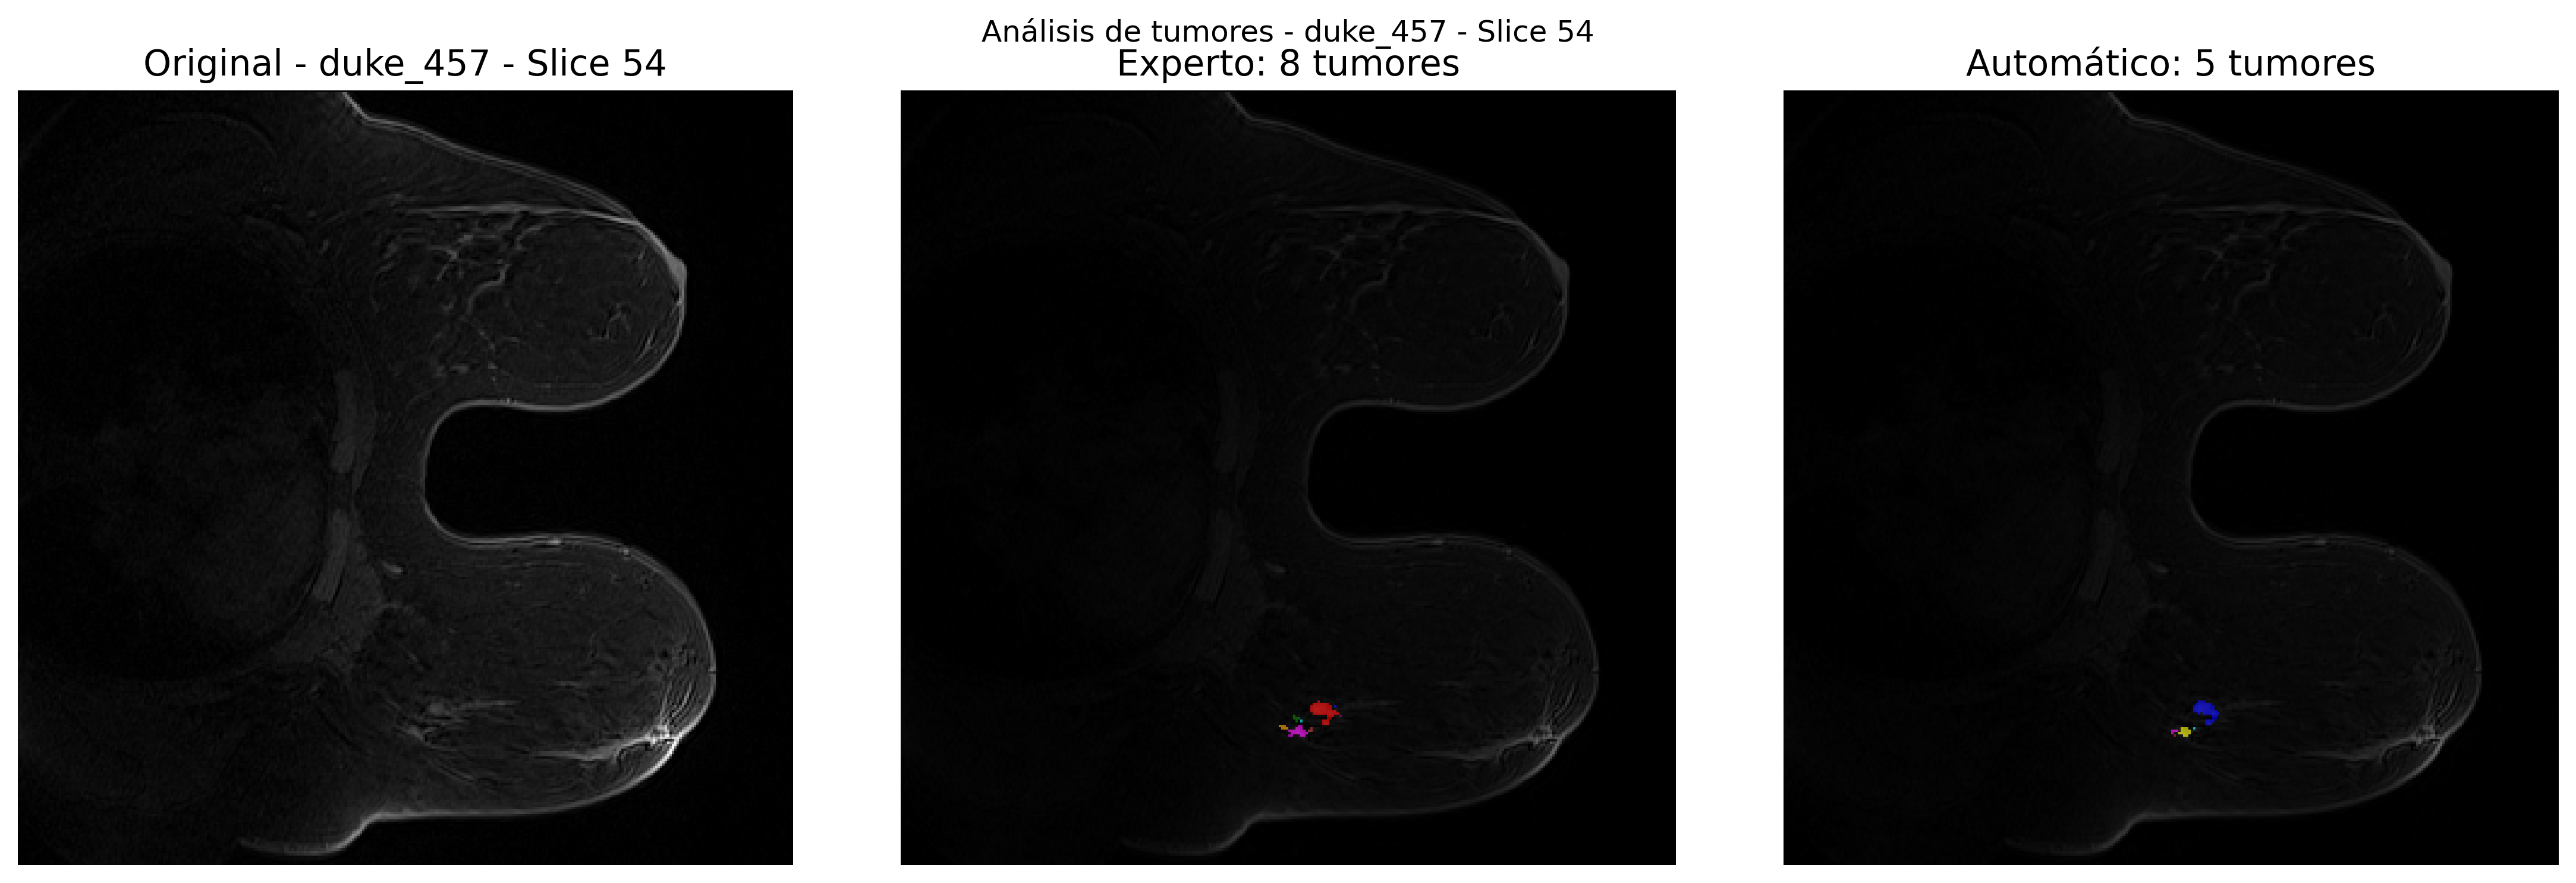 Análisis de tumores - duke_457 - Slice 54
Original - duke_457 - Slice 54
Experto: 8 tumores
Automático: 5 tumores